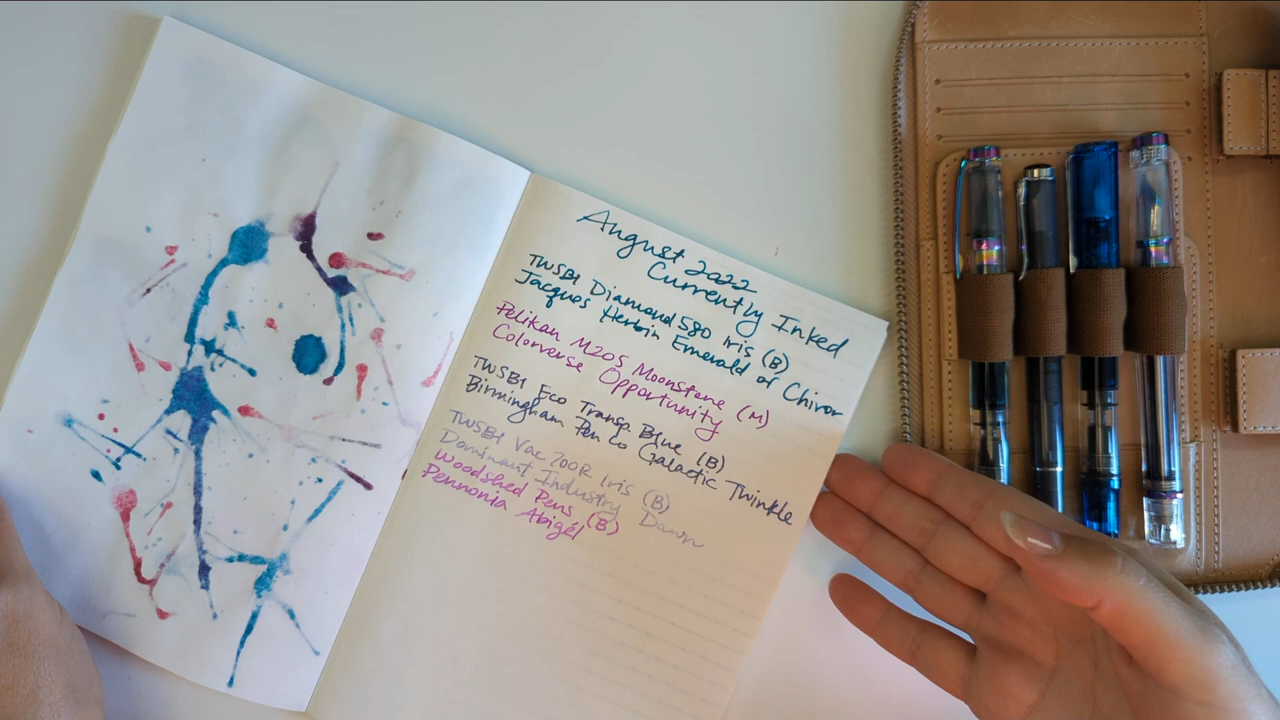 August 2022
Currently Inked
TWSBI Diamond 580 Iris (B)
Jacques Herbin Emerald of Chivor
Pelikan M205 Moonstone (M)
Colorverse Opportunity
TWSBI Eco Transp. Blue (B)
Birmingham Pen Co Galactic Twinkle
TWSBI Vac 700R Iris (B)
Dominant Industry Dawn
Woodshed Pens (B)
Pennonia Abigél